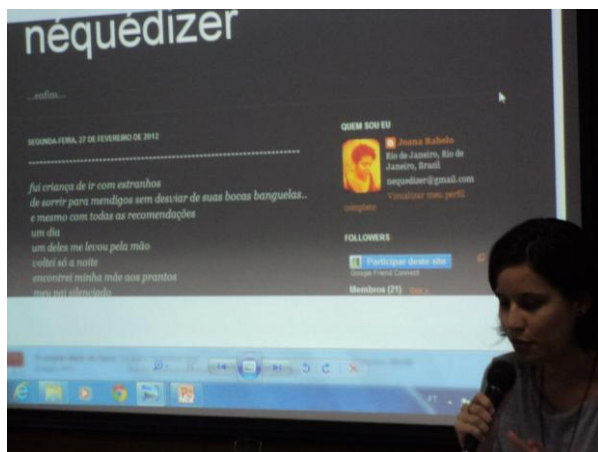 néquédizer
...enfim...
SEGUNDA-FEIRA, 27 DE FEVEREIRO DE 2012
fui criança de ir com estranhos
de sorrir para mendigos sem desviar de suas bocas banguelas..
e mesmo com todas as recomendações
um dia
um deles me levou pela mão
voltei só a noite
encontrei minha mãe aos prantos
meu pai silenciado
QUEM SOU EU
Joana Rabelo
Rio de Janeiro, Rio de
Janeiro, Brazil
nequedizer@gmail.com
Visualizar meu perfil
completo
FOLLOWERS
Participar deste site
Google Friend Connect
Membros (21)
PT